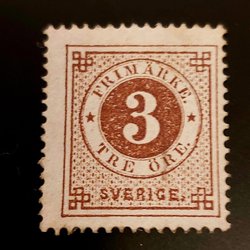 FRIMÄRKE.
3
TRE ÖRE.
SVERIGE.